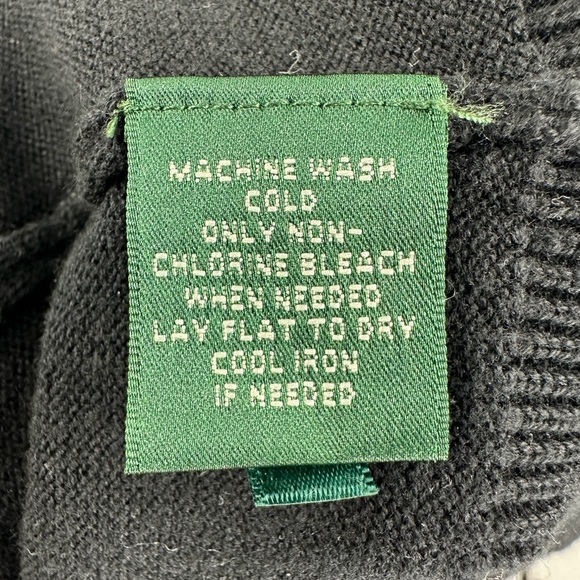 MACHINE WASH
COLD
ONLY NON-
CHLORINE BLEACH
WHEN NEEDED
LAY FLAT TO DRY
COOL IRON
IF NEEDED